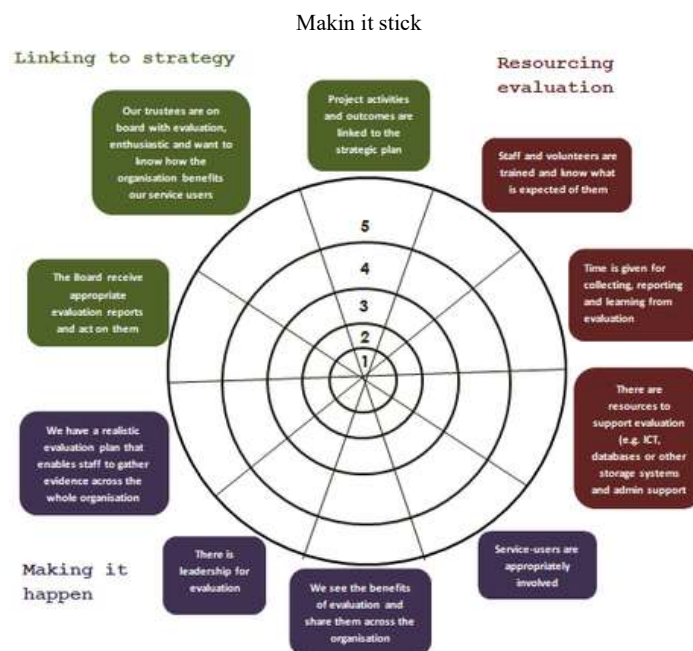 Makin it stick
Linking to strategy
Resourcing
evaluation
Our trustees are on
board with evaluation,
enthusiastic and want to
know how the
organisation benefits
our service users
Project activities
and outcomes are
linked to the
strategic plan
Staff and volunteers are
trained and know what
is expected of them
The Board receive
appropriate
evaluation reports
and act on them
Time is given for
collecting, reporting
and learning from
evaluation
5
4
3
2
1
We have a realistic
evaluation plan that
enables staff to gather
evidence across the
whole organisation
There are
resources to
support evaluation
(e.g. ICT,
databases or other
storage systems
and admin support
Making it
happen
There is
leadership for
evaluation
We see the benefits
of evaluation and
share them across the
organisation
Service-users are
appropriately
involved